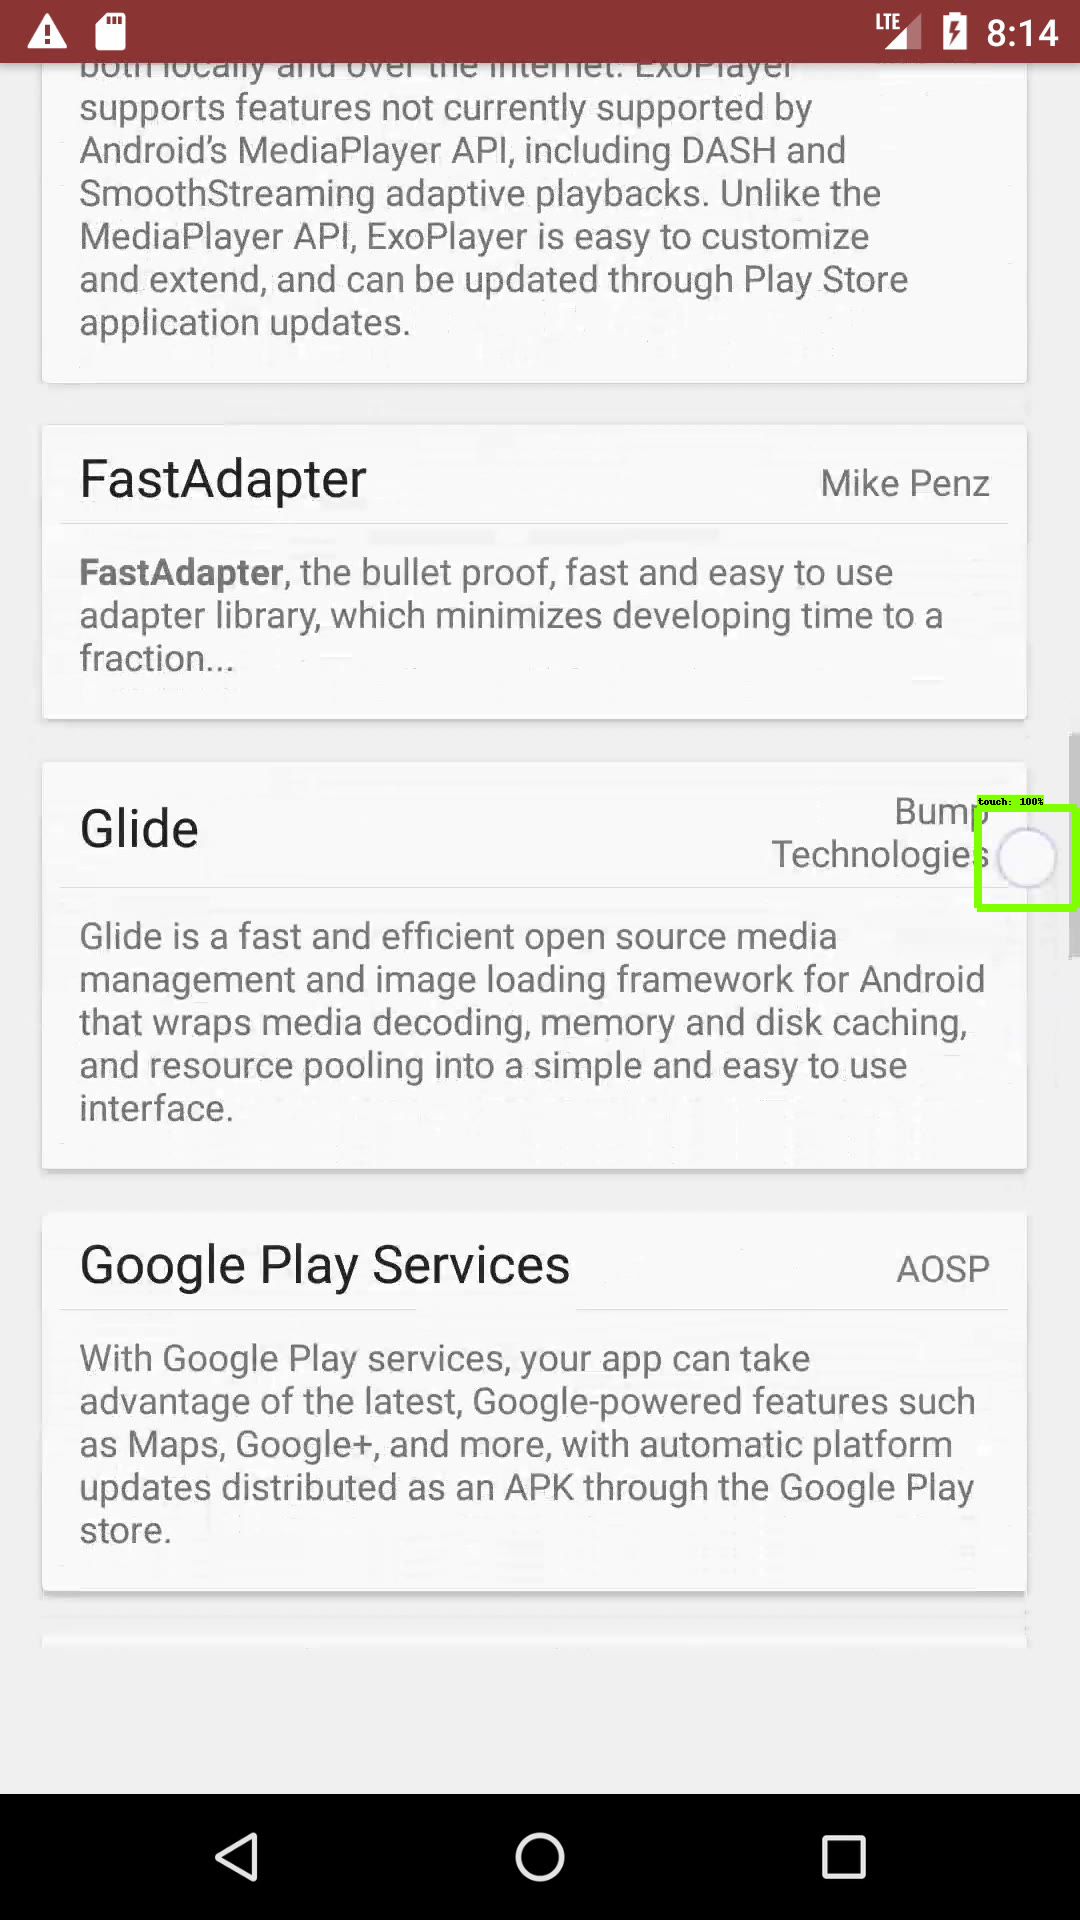 LTE 8:14
both locally and over the Internet. ExoPlayer
supports features not currently supported by
Android's MediaPlayer API, including DASH and
SmoothStreaming adaptive playbacks. Unlike the
MediaPlayer API, ExoPlayer is easy to customize
and extend, and can be updated through Play Store
application updates.
FastAdapter
Mike Penz
FastAdapter, the bullet proof, fast and easy to use
adapter library, which minimizes developing time to a
fraction...
Glide
Bump
Technologies
touch: 100%
Glide is a fast and efficient open source media
management and image loading framework for Android
that wraps media decoding, memory and disk caching,
and resource pooling into a simple and easy to use
interface.
Google Play Services
AOSP
With Google Play services, your app can take
advantage of the latest, Google-powered features such
as Maps, Google+, and more, with automatic platform
updates distributed as an APK through the Google Play
store.